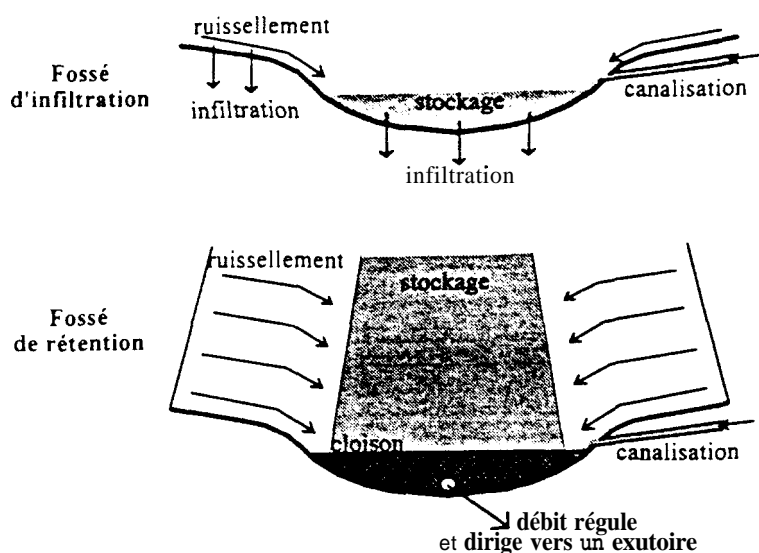 ruissellement
Fossé
d'infiltration
infiltration
stockage
canalisation
infiltration
ruissellement
stockage
Fossé
de rétention
cloison
canalisation
débit régule
et dirige vers un exutoire